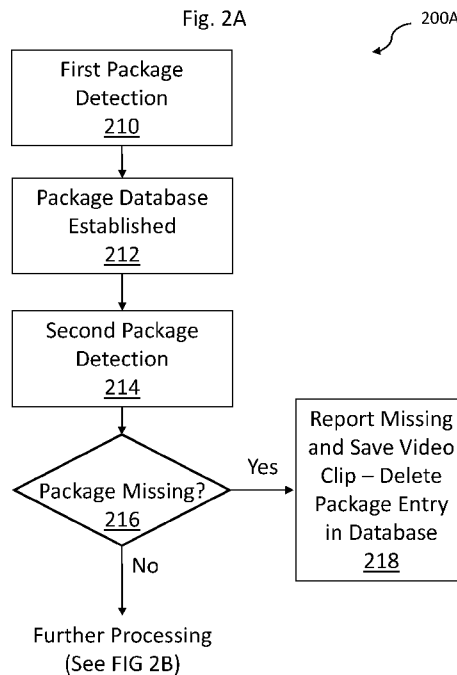 Fig. 2A
200A
First Package
Detection
210
Package Database
Established
212
Second Package
Detection
214
Package Missing?
216
Yes
Report Missing
and Save Video
Clip – Delete
Package Entry
in Database
218
No
Further Processing
(See FIG 2B)